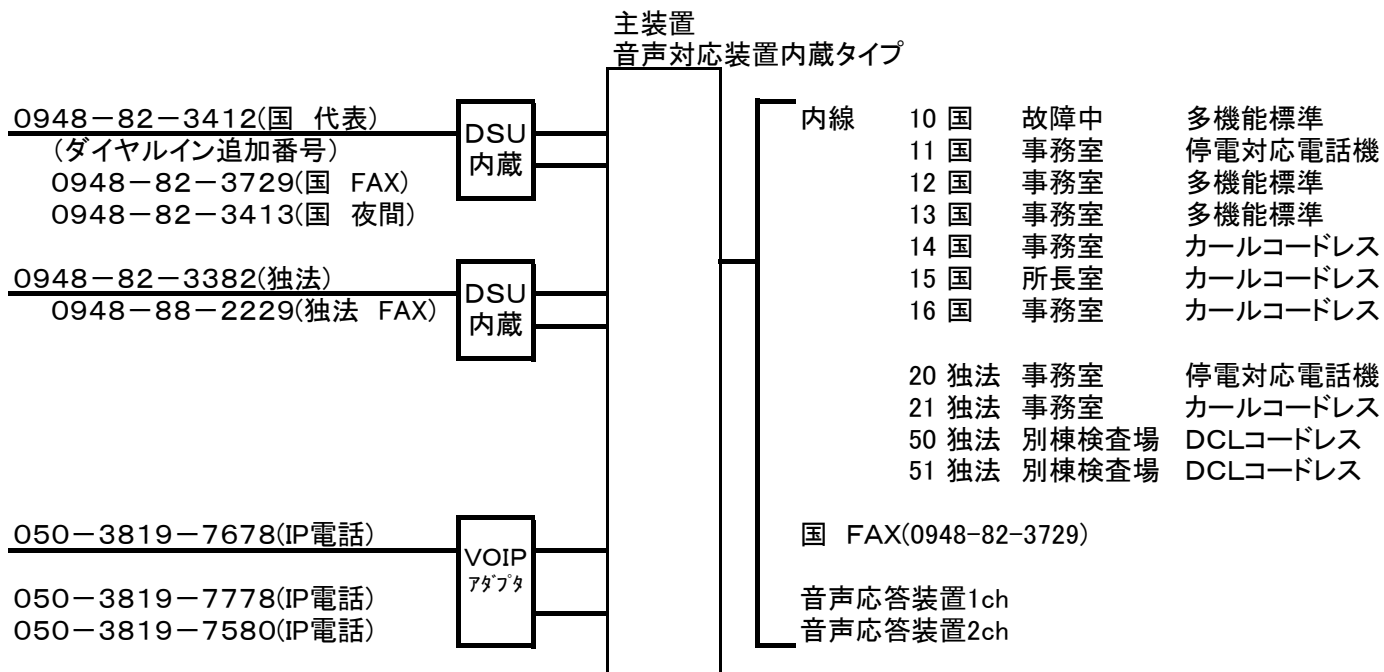 主装置
音声対応装置内蔵タイプ
0948-82-3412(国 代表)
(ダイヤルイン追加番号)
0948-82-3729(国 FAX)
0948-82-3413(国 夜間)
DSU
内蔵
0948-82-3382(独法)
0948-88-2229(独法 FAX)
DSU
内蔵
050-3819-7678(IP電話)
050-3819-7778(IP電話)
050-3819-7580(IP電話)
VOIP
アダプタ
内線 10 国 故障中 多機能標準
11 国 事務室 停電対応電話機
12 国 事務室 多機能標準
13 国 事務室 多機能標準
14 国 事務室 カールコードレス
15 国 所長室 カールコードレス
16 国 事務室 カールコードレス
20 独法 事務室 停電対応電話機
21 独法 事務室 カールコードレス
50 独法 別棟検査場 DCLコードレス
51 独法 別棟検査場 DCLコードレス
国 FAX(0948-82-3729)
音声応答装置1ch
音声応答装置2ch